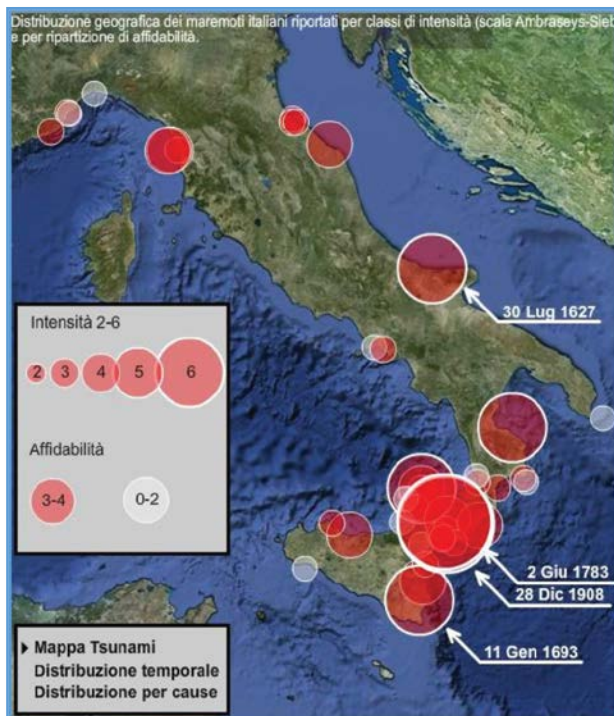 Distribuzione geografica dei maremoti italiani riportati per classi di intensità (scala Ambraseys-Sieb
e per ripartizione di affidabilità.
30 Lug 1627
Intensità 2-6
2 3 4 5 6
Affidabilità
3-4 0-2
2 Giu 1783
28 Dic 1908
11 Gen 1693
Mappa Tsunami
Distribuzione temporale
Distribuzione per cause